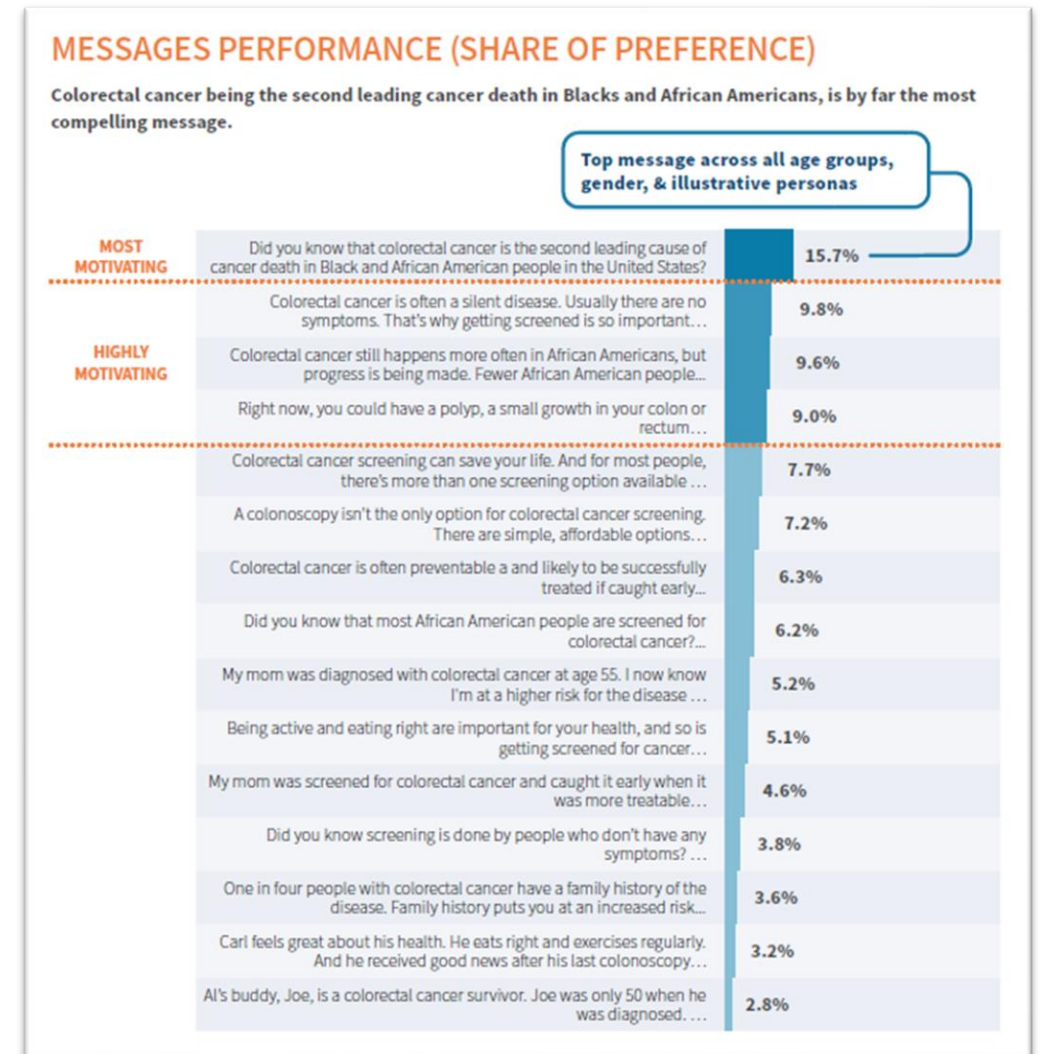 MESSAGES PERFORMANCE (SHARE OF PREFERENCE)
Colorectal cancer being the second leading cancer death in Blacks and African Americans, is by far the most
compelling message.
Top message across all age groups,
gender, & illustrative personas
MOST
MOTIVATING
Did you know that colorectal cancer is the second leading cause of
cancer death in Black and African American people in the United States?
15.7%
Colorectal cancer is often a silent disease. Usually there are no
symptoms. That's why getting screened is so important…
9.8%
HIGHLY
MOTIVATING
Colorectal cancer still happens more often in African Americans, but
progress is being made. Fewer African American people...
9.6%
Right now, you could have a polyp, a small growth in your colon or
rectum…
9.0%
Colorectal cancer screening can save your life. And for most people,
there's more than one screening option available …
7.7%
A colonoscopy isn't the only option for colorectal cancer screening.
There are simple, affordable options…
7.2%
Colorectal cancer is often preventable a and likely to be successfully
treated if caught early...
6.3%
Did you know that most African American people are screened for
colorectal cancer?...
6.2%
My mom was diagnosed with colorectal cancer at age 55. I now know
I'm at a higher risk for the disease …
5.2%
Being active and eating right are important for your health, and so is
getting screened for cancer…
5.1%
My mom was screened for colorectal cancer and caught it early when it
was more treatable…
4.6%
Did you know screening is done by people who don't have any
symptoms? …
3.8%
One in four people with colorectal cancer have a family history of the
disease. Family history puts you at an increased risk...
3.6%
Carl feels great about his health. He eats right and exercises regularly.
And he received good news after his last colonoscopy…
3.2%
Al's buddy, Joe, is a colorectal cancer survivor. Joe was only 50 when he
was diagnosed. …
2.8%